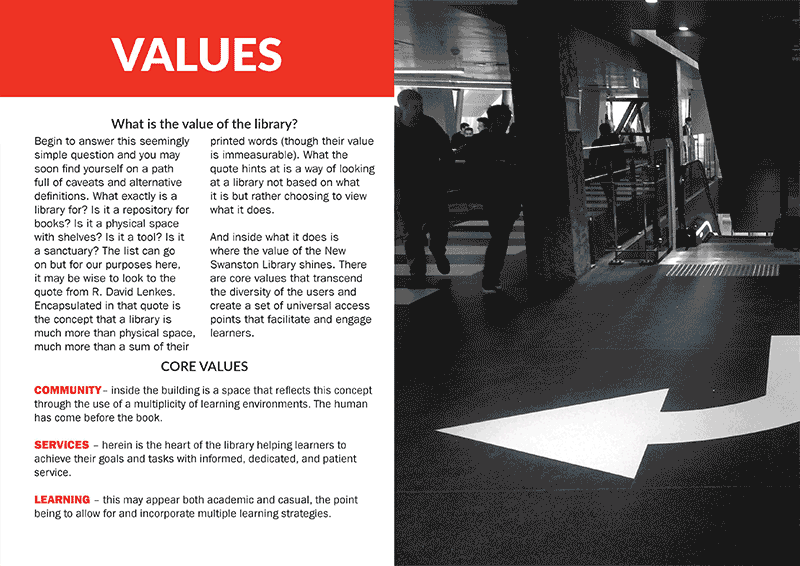 VALUES
What is the value of the library?
Begin to answer this seemingly
simple question and you may
soon find yourself on a path
full of caveats and alternative
definitions. What exactly is a
library for? Is it a repository for
books? Is it a physical space
with shelves? Is it a tool? Is it
a sanctuary? The list can go
on but for our purposes here,
it may be wise to look to the
quote from R. David Lenkes.
Encapsulated in that quote is
the concept that a library is
much more than physical space,
much more than a sum of their
printed words (though their value
is immeasurable). What the
quote hints at is a way of looking
at a library not based on what
it is but rather choosing to view
what it does.
And inside what it does is
where the value of the New
Swanston Library shines. There
are core values that transcend
the diversity of the users and
create a set of universal access
points that facilitate and engage
learners.
CORE VALUES
COMMUNITY– inside the building is a space that reflects this concept
through the use of a multiplicity of learning environments. The human
has come before the book.
SERVICES – herein is the heart of the library helping learners to
achieve their goals and tasks with informed, dedicated, and patient
service.
LEARNING – this may appear both academic and casual, the point
being to allow for and incorporate multiple learning strategies.